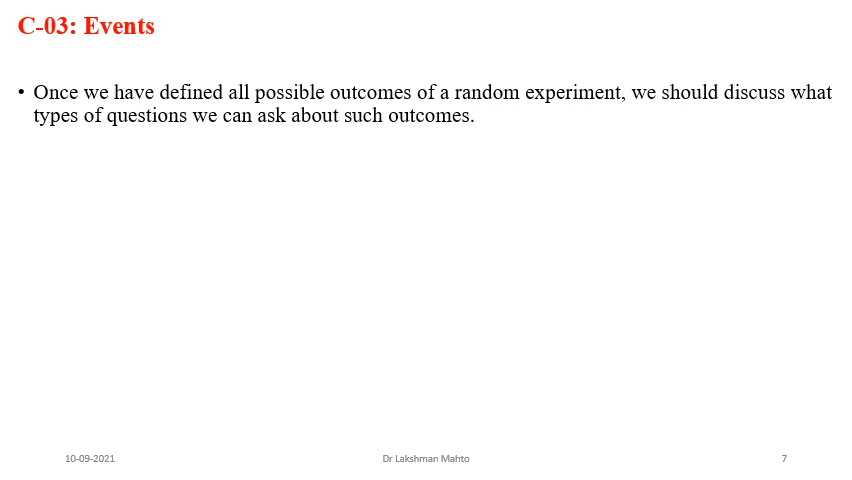 C-03: Events
• Once we have defined all possible outcomes of a random experiment, we should discuss what
types of questions we can ask about such outcomes.
10-09-2021
Dr Lakshman Mahto
7